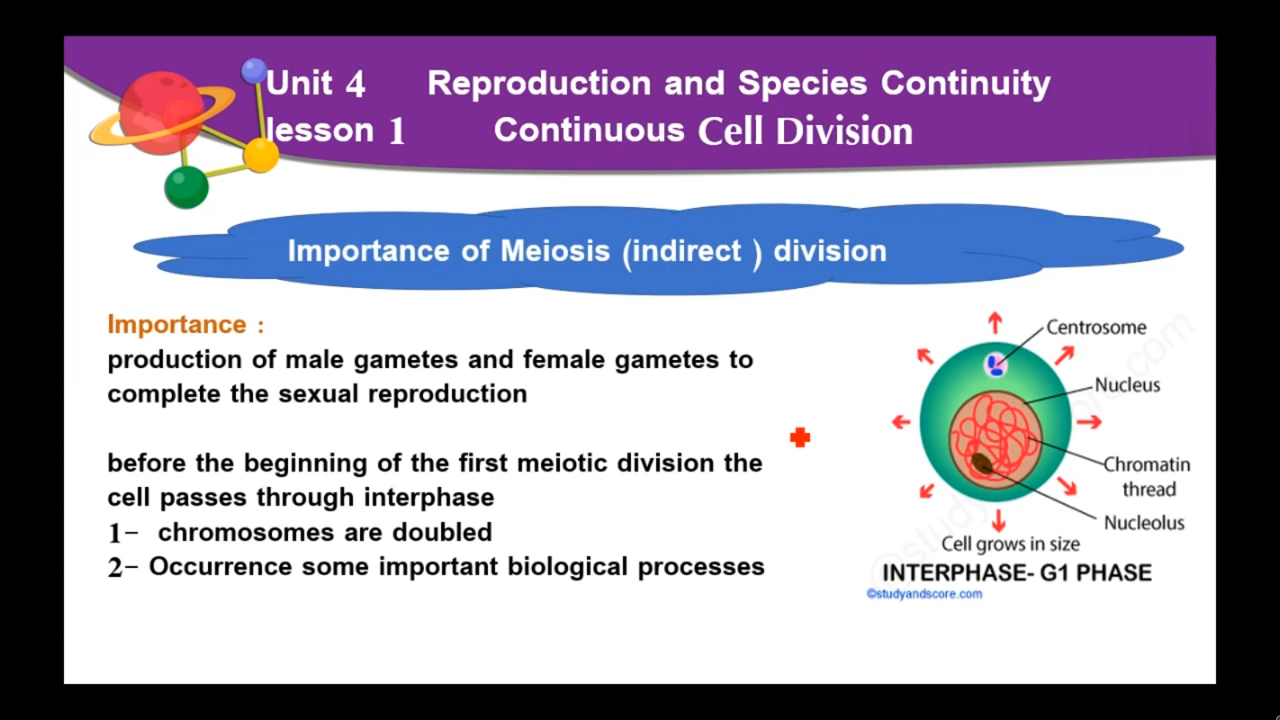 Unit 4 Reproduction and Species Continuity
lesson 1 Continuous Cell Division
Importance of Meiosis (indirect ) division
Importance :
production of male gametes and female gametes to
complete the sexual reproduction
before the beginning of the first meiotic division the
cell passes through interphase
1- chromosomes are doubled
2- Occurrence some important biological processes
Centrosome
Nucleus
Chromatin
thread
Nucleolus
Cell grows in size
INTERPHASE- G1 PHASE
©studyandscore.com
©studyandscore.com